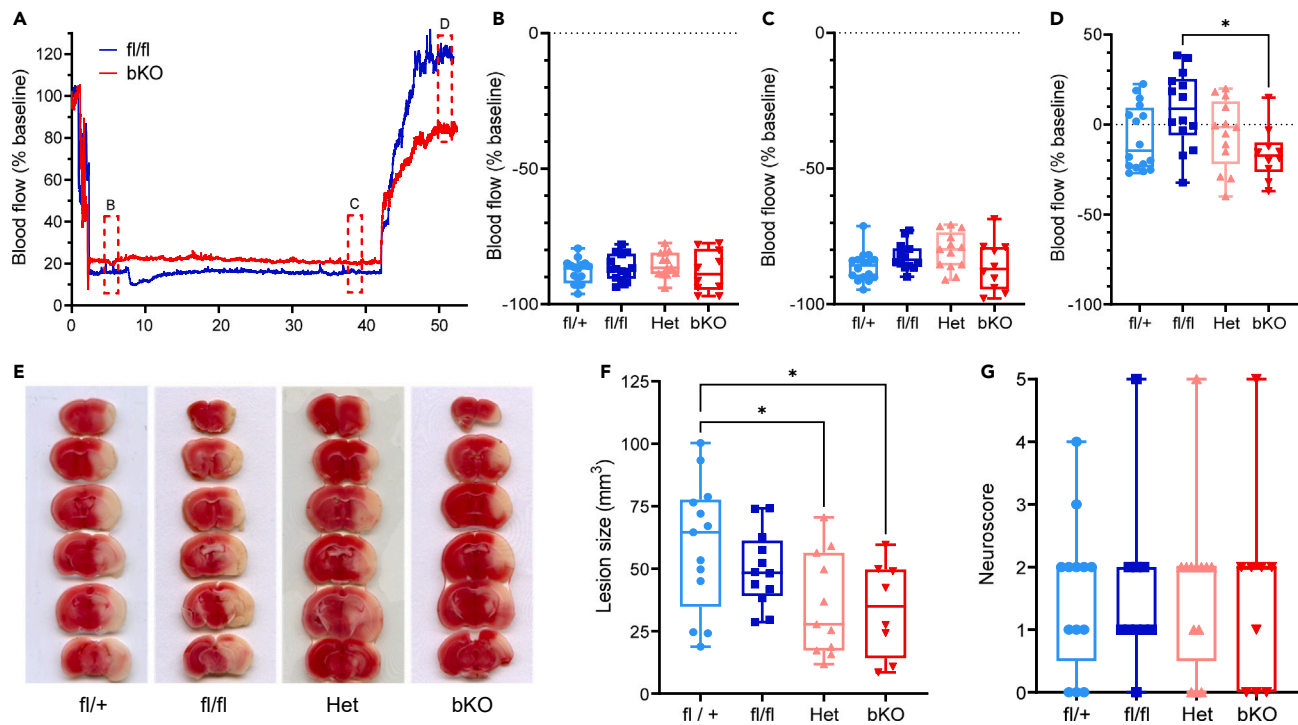 A
fl/fl
bKO
Blood flow (% baseline)
120
100
80
60
40
20
0
0 10 20 30 40 50
B
C
D
B
Blood flow (% baseline)
0
-50
-100
fl/+ fl/fl Het bKO
C
Blood flow (% baseline)
0
-50
-100
fl/+ fl/fl Het bKO
D
Blood flow (% baseline)
50
0
-50
-100
*
fl/+ fl/fl Het bKO
E
fl/+ fl/fl Het bKO
F
Lesion size (mm³)
125
100
75
50
25
0
*
*
fl / + fl/fl Het bKO
G
Neuroscore
5
4
3
2
1
0
fl/+ fl/fl Het bKO